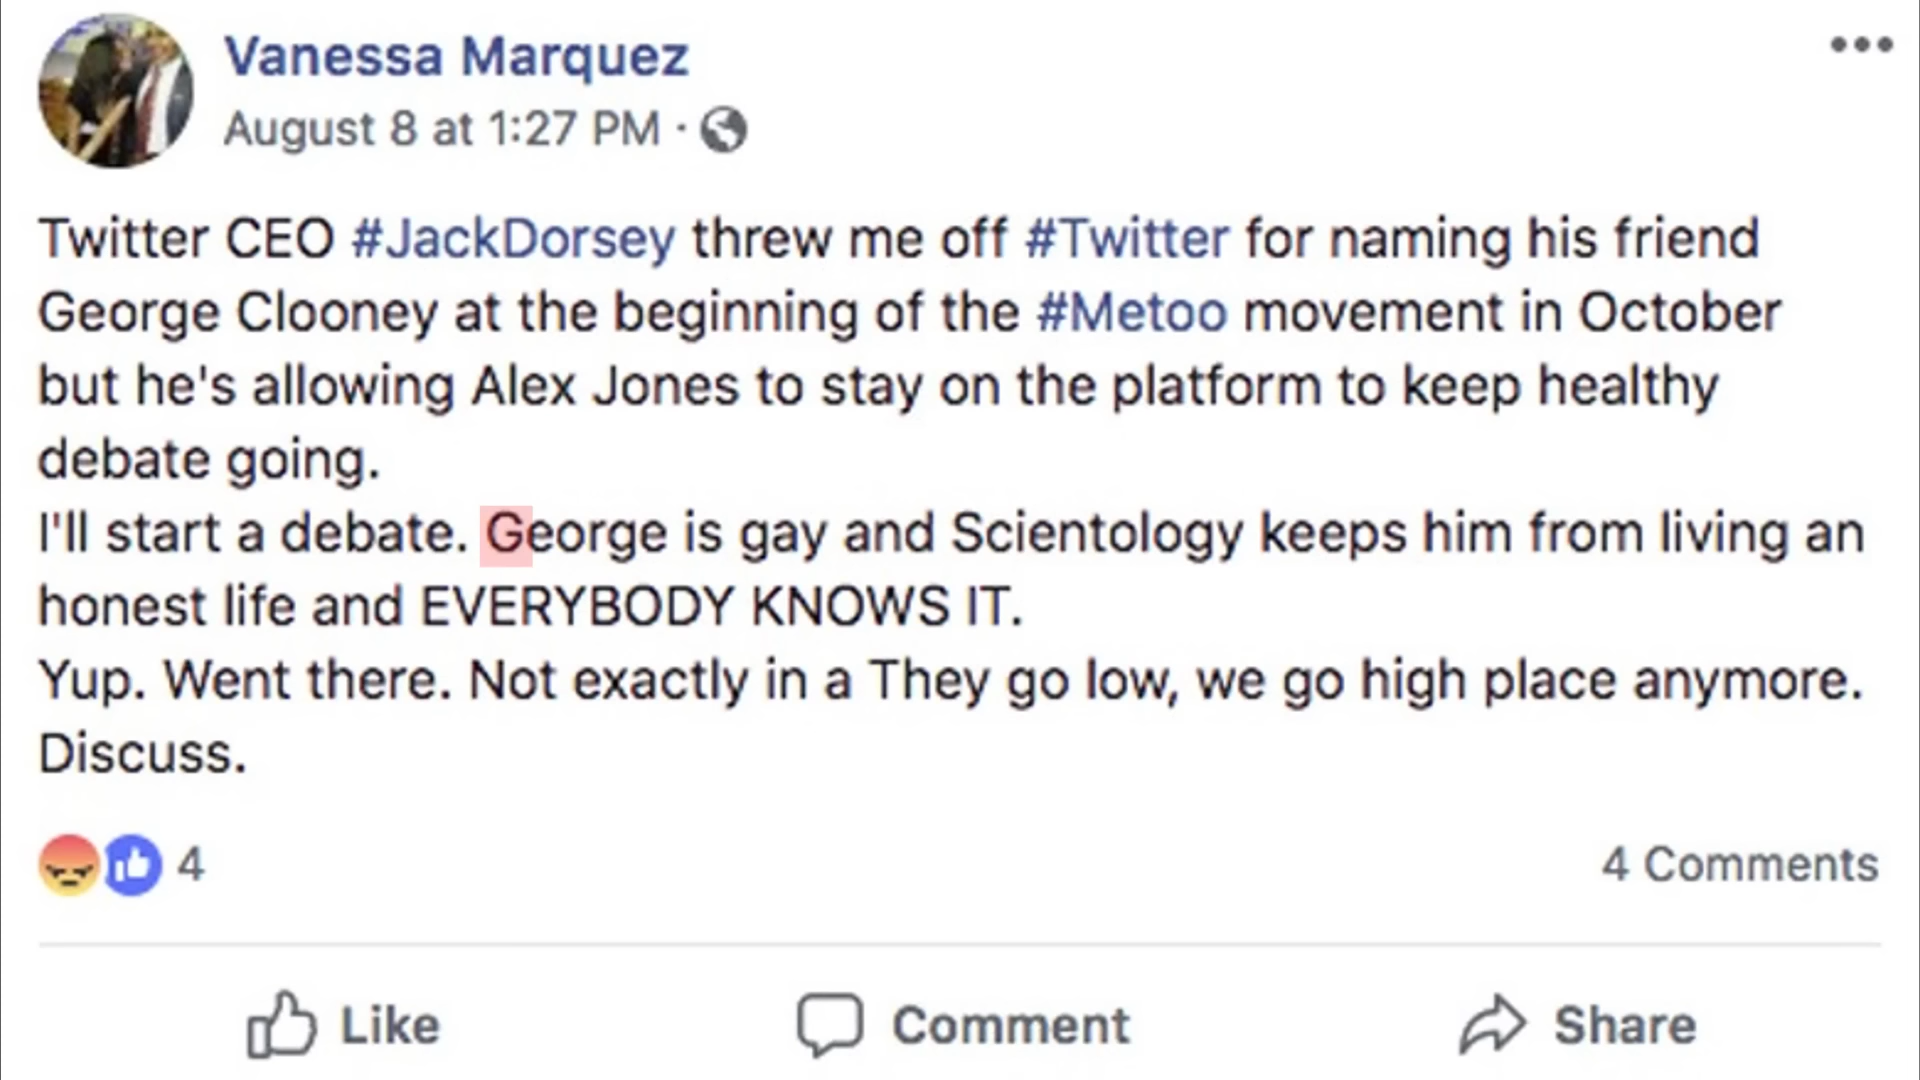 Vanessa Marquez
August 8 at 1:27 PM ·
Twitter CEO #JackDorsey threw me off #Twitter for naming his friend
George Clooney at the beginning of the #Metoo movement in October
but he's allowing Alex Jones to stay on the platform to keep healthy
debate going.
I'll start a debate. George is gay and Scientology keeps him from living an
honest life and EVERYBODY KNOWS IT.
Yup. Went there. Not exactly in a They go low, we go high place anymore.
Discuss.
4 4 Comments
Like Comment Share